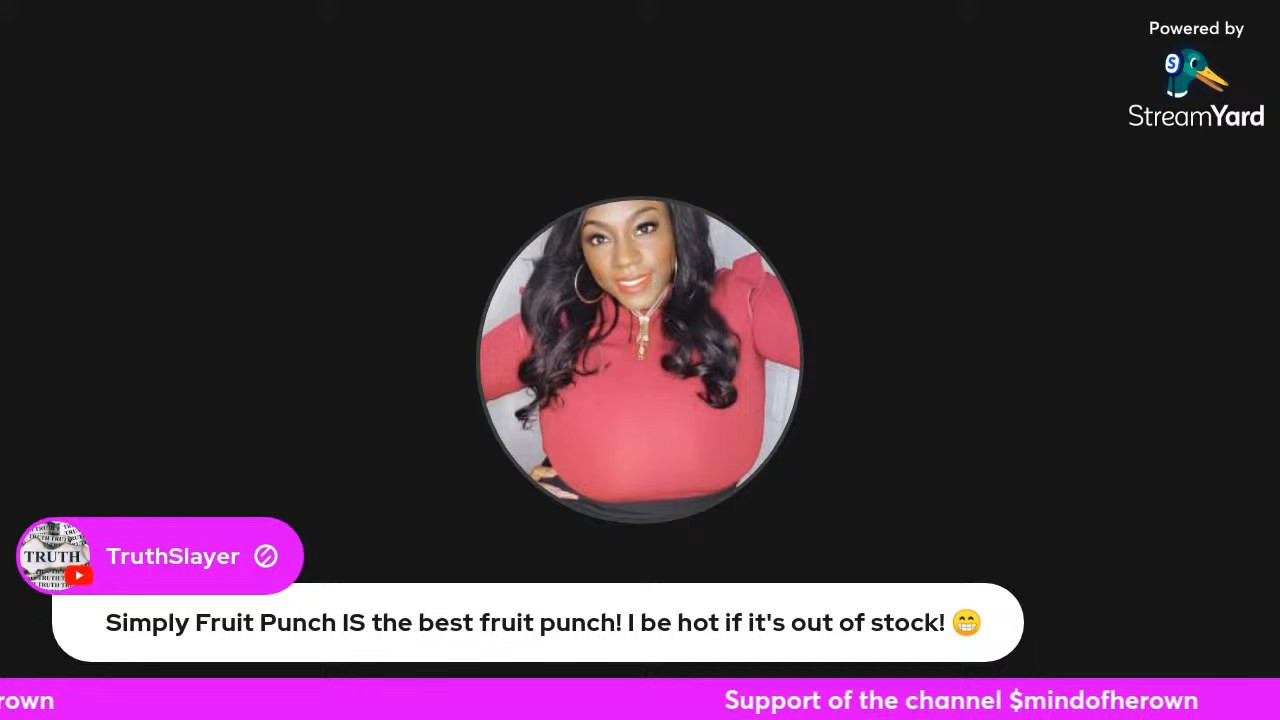 Powered by
S
StreamYard
TRUTH
TruthSlayer
Simply Fruit Punch IS the best fruit punch! I be hot if it's out of stock! 😁
rown
Support of the channel $mindofherown